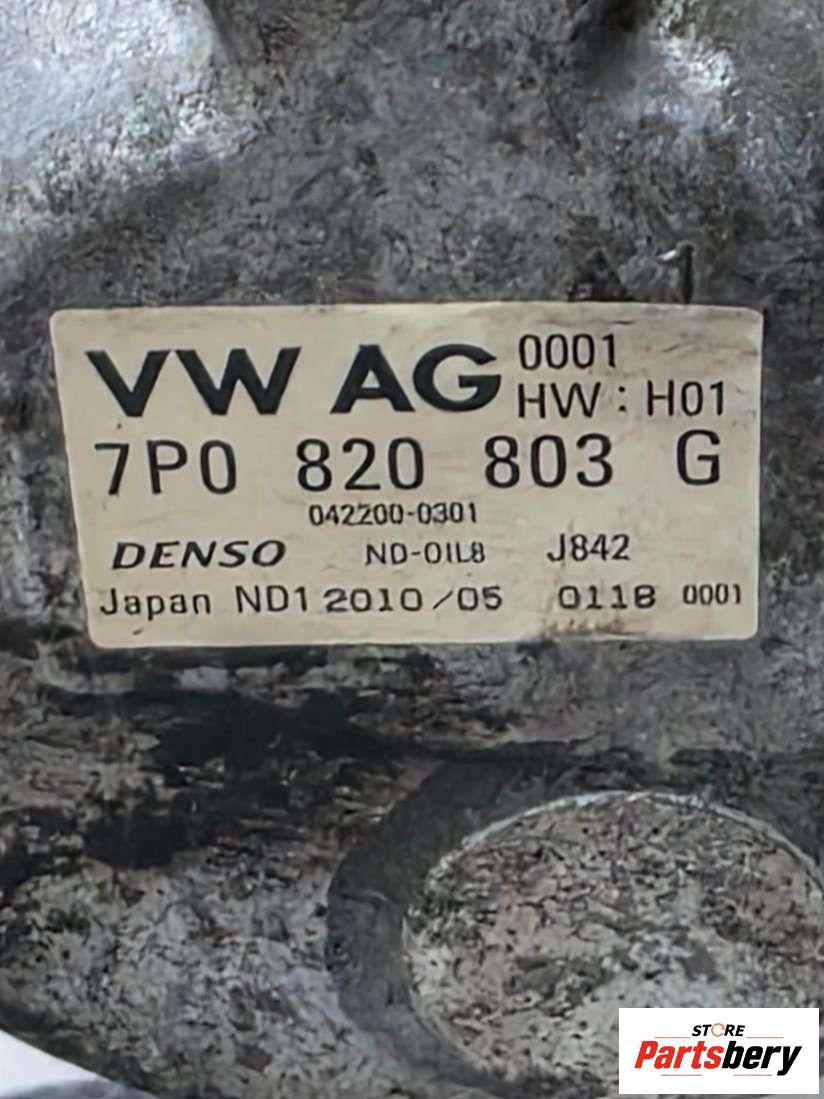 VW AG 0001
HW : H01
7P0 820 803 G
042200-0301
DENSO ND-OIL8 J842
Japan ND1 2010/05 0118 0001
STORE
Partsbery